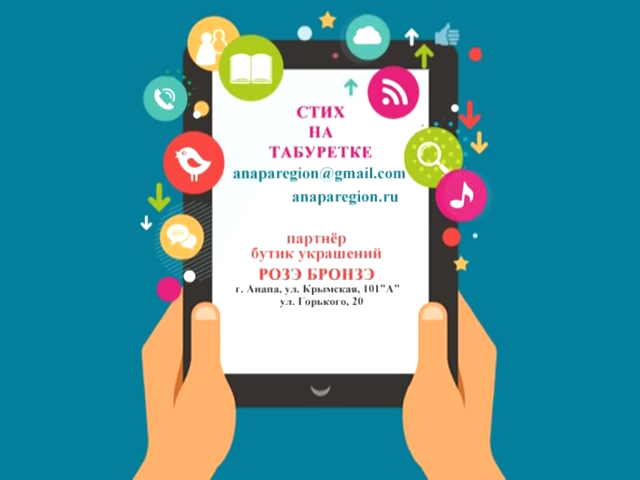 СТИХ
НА
ТАБУРЕТКЕ
anaparegion@gmail.com
anaparegion.ru
партнёр
бутик украшений
РОЗЭ БРОНЗЭ
г. Анапа, ул. Крымская, 101"А"
ул. Горького, 20